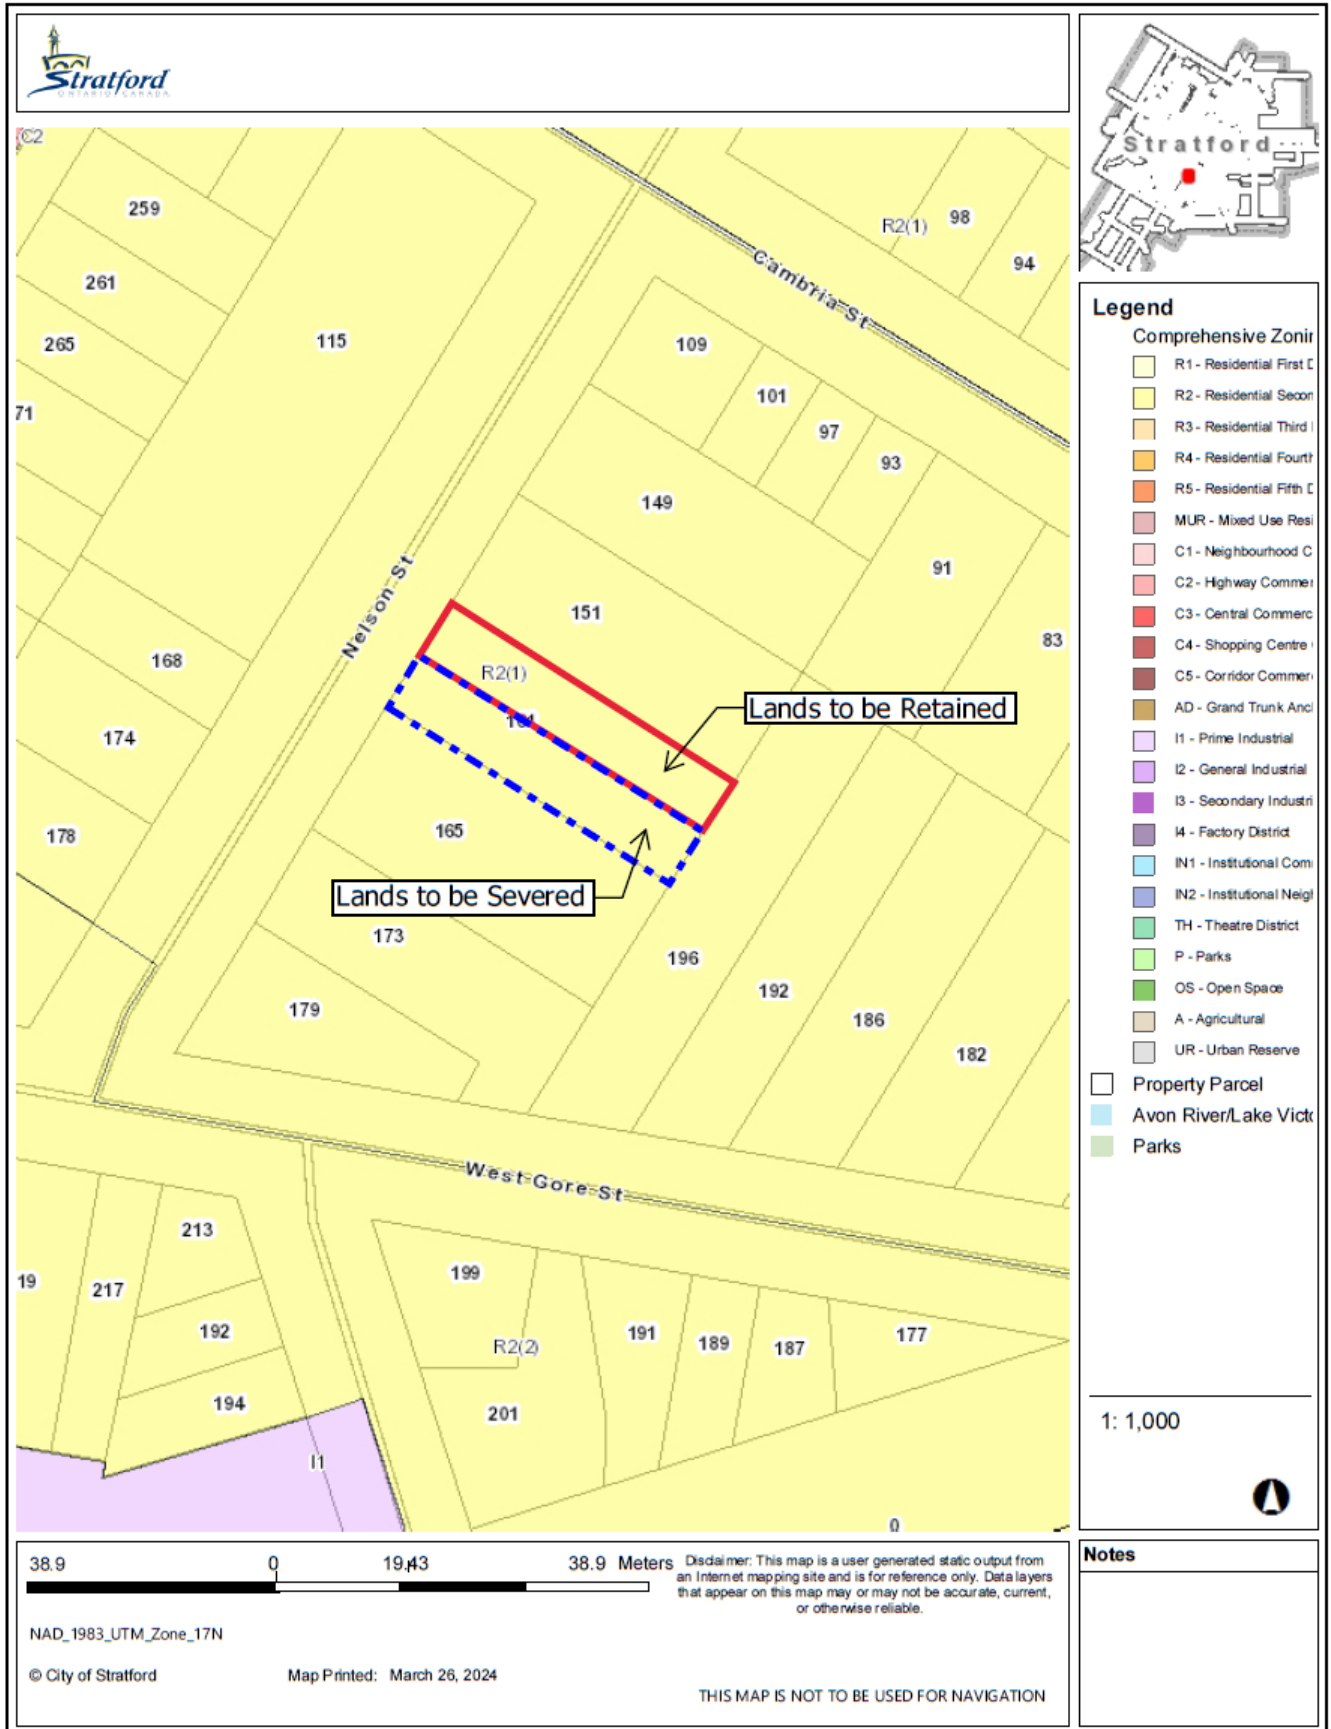 Stratford
ONTARIO CANADA
Stratford
C2
259
261
265
71
115
R2(1)
98
94
Cambria St
109
101
97
93
149
91
83
151
Nelson St
168
174
178
R2(1)
Lands to be Retained
165
Lands to be Severed
173
179
196
192
186
182
West Gore St
213
19
217
192
194
199
R2(2)
201
191
189
187
177
I1
0
Legend
Comprehensive Zonin
R1 - Residential First D
R2 - Residential Secon
R3 - Residential Third
R4 - Residential Fourth
R5 - Residential Fifth D
MUR - Mixed Use Resi
C1 - Neighbourhood C
C2 - Highway Commer
C3 - Central Commerc
C4 - Shopping Centre
C5 - Corridor Commer
AD - Grand Trunk Anc
I1 - Prime Industrial
I2 - General Industrial
I3 - Secondary Industri
I4 - Factory District
IN1 - Institutional Com
IN2 - Institutional Neigh
TH - Theatre District
P - Parks
OS - Open Space
A - Agricultural
UR - Urban Reserve
Property Parcel
Avon River/Lake Victo
Parks
1: 1,000
38.9 0 19.43 38.9 Meters
Disclaimer: This map is a user generated static output from
an Internet mapping site and is for reference only. Data layers
that appear on this map may or may not be accurate, current,
or otherwise reliable.
NAD_1983_UTM_Zone_17N
© City of Stratford
Map Printed: March 26, 2024
THIS MAP IS NOT TO BE USED FOR NAVIGATION
Notes